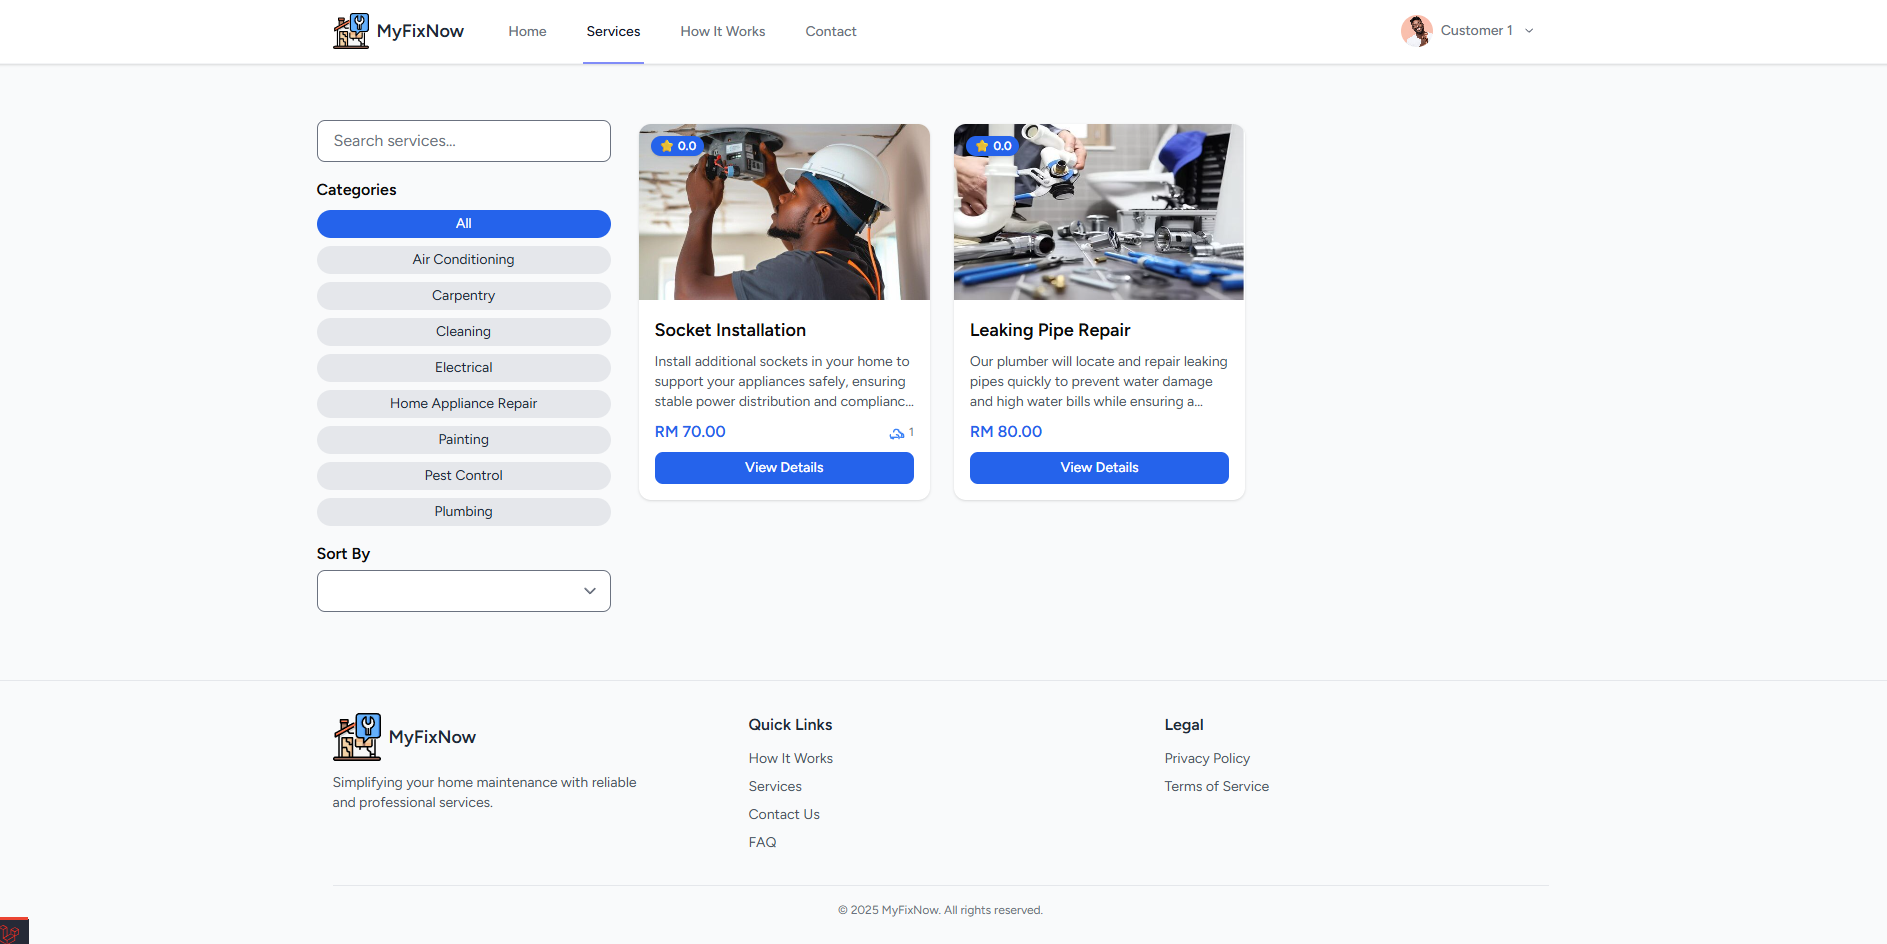 MyFixNow
Home
Services
How It Works
Contact
Customer 1
Search services...
Categories
All
Air Conditioning
Carpentry
Cleaning
Electrical
Home Appliance Repair
Painting
Pest Control
Plumbing
Sort By
0.0
Socket Installation
Install additional sockets in your home to
support your appliances safely, ensuring
stable power distribution and complianc...
RM 70.00
1
View Details
0.0
Leaking Pipe Repair
Our plumber will locate and repair leaking
pipes quickly to prevent water damage
and high water bills while ensuring a...
RM 80.00
View Details
MyFixNow
Simplifying your home maintenance with reliable
and professional services.
Quick Links
How It Works
Services
Contact Us
FAQ
Legal
Privacy Policy
Terms of Service
© 2025 MyFixNow. All rights reserved.